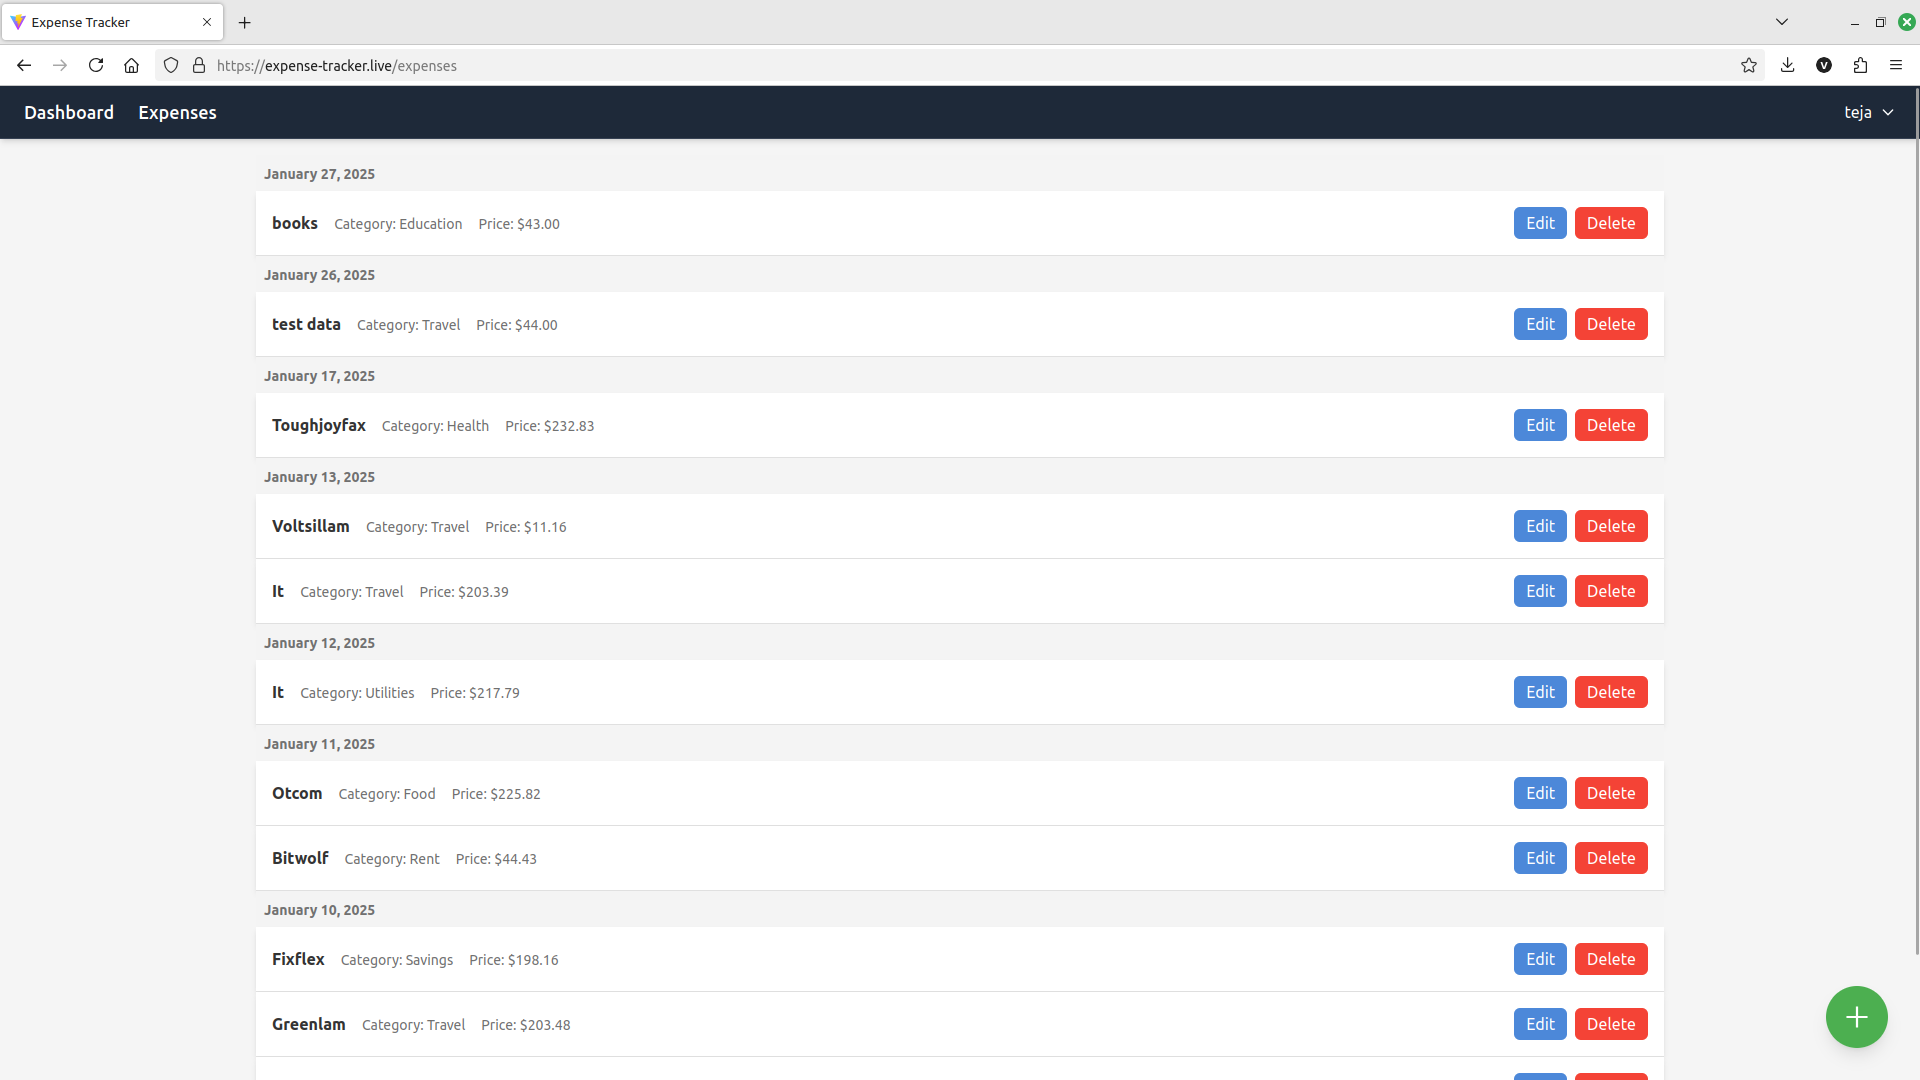 Expense Tracker
https://expense-tracker.live/expenses
V
Dashboard Expenses teja
January 27, 2025
books Category: Education Price: $43.00 Edit Delete
January 26, 2025
test data Category: Travel Price: $44.00 Edit Delete
January 17, 2025
Toughjoyfax Category: Health Price: $232.83 Edit Delete
January 13, 2025
Voltsillam Category: Travel Price: $11.16 Edit Delete
It Category: Travel Price: $203.39 Edit Delete
January 12, 2025
It Category: Utilities Price: $217.79 Edit Delete
January 11, 2025
Otcom Category: Food Price: $225.82 Edit Delete
Bitwolf Category: Rent Price: $44.43 Edit Delete
January 10, 2025
Fixflex Category: Savings Price: $198.16 Edit Delete
Greenlam Category: Travel Price: $203.48 Edit Delete